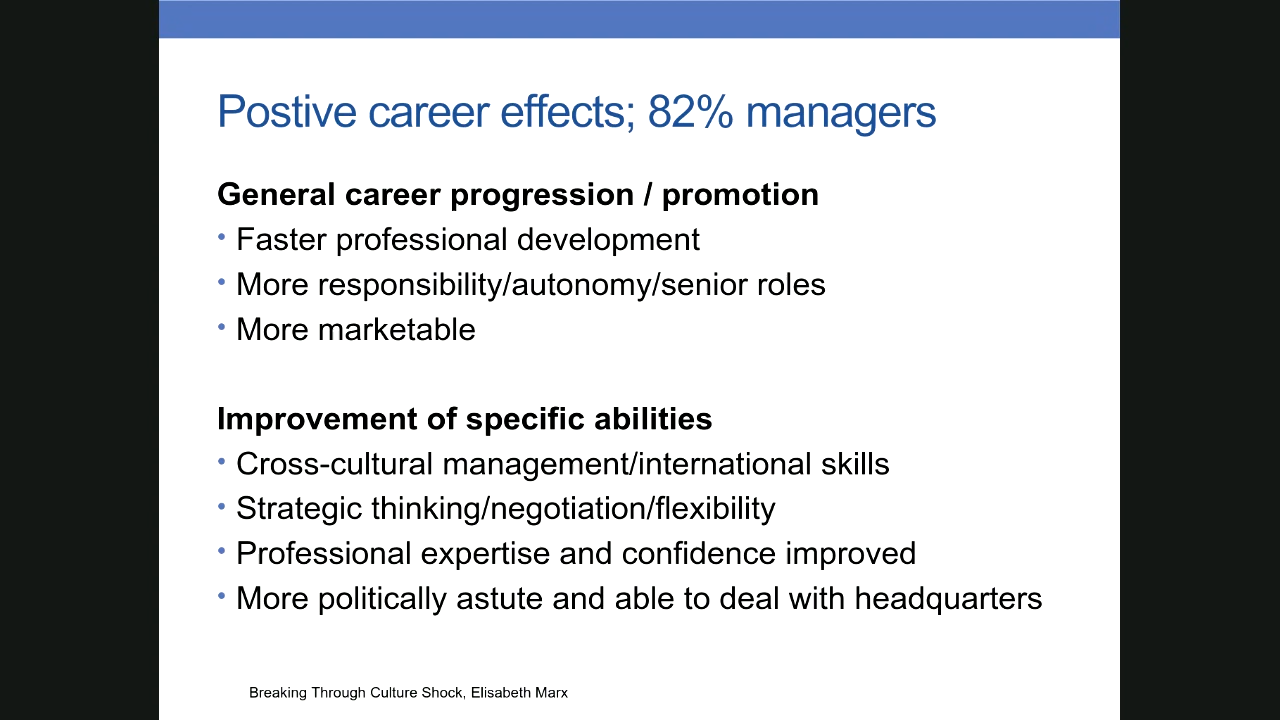 Postive career effects; 82% managers
General career progression / promotion
• Faster professional development
• More responsibility/autonomy/senior roles
• More marketable
Improvement of specific abilities
• Cross-cultural management/international skills
• Strategic thinking/negotiation/flexibility
• Professional expertise and confidence improved
• More politically astute and able to deal with headquarters
Breaking Through Culture Shock, Elisabeth Marx